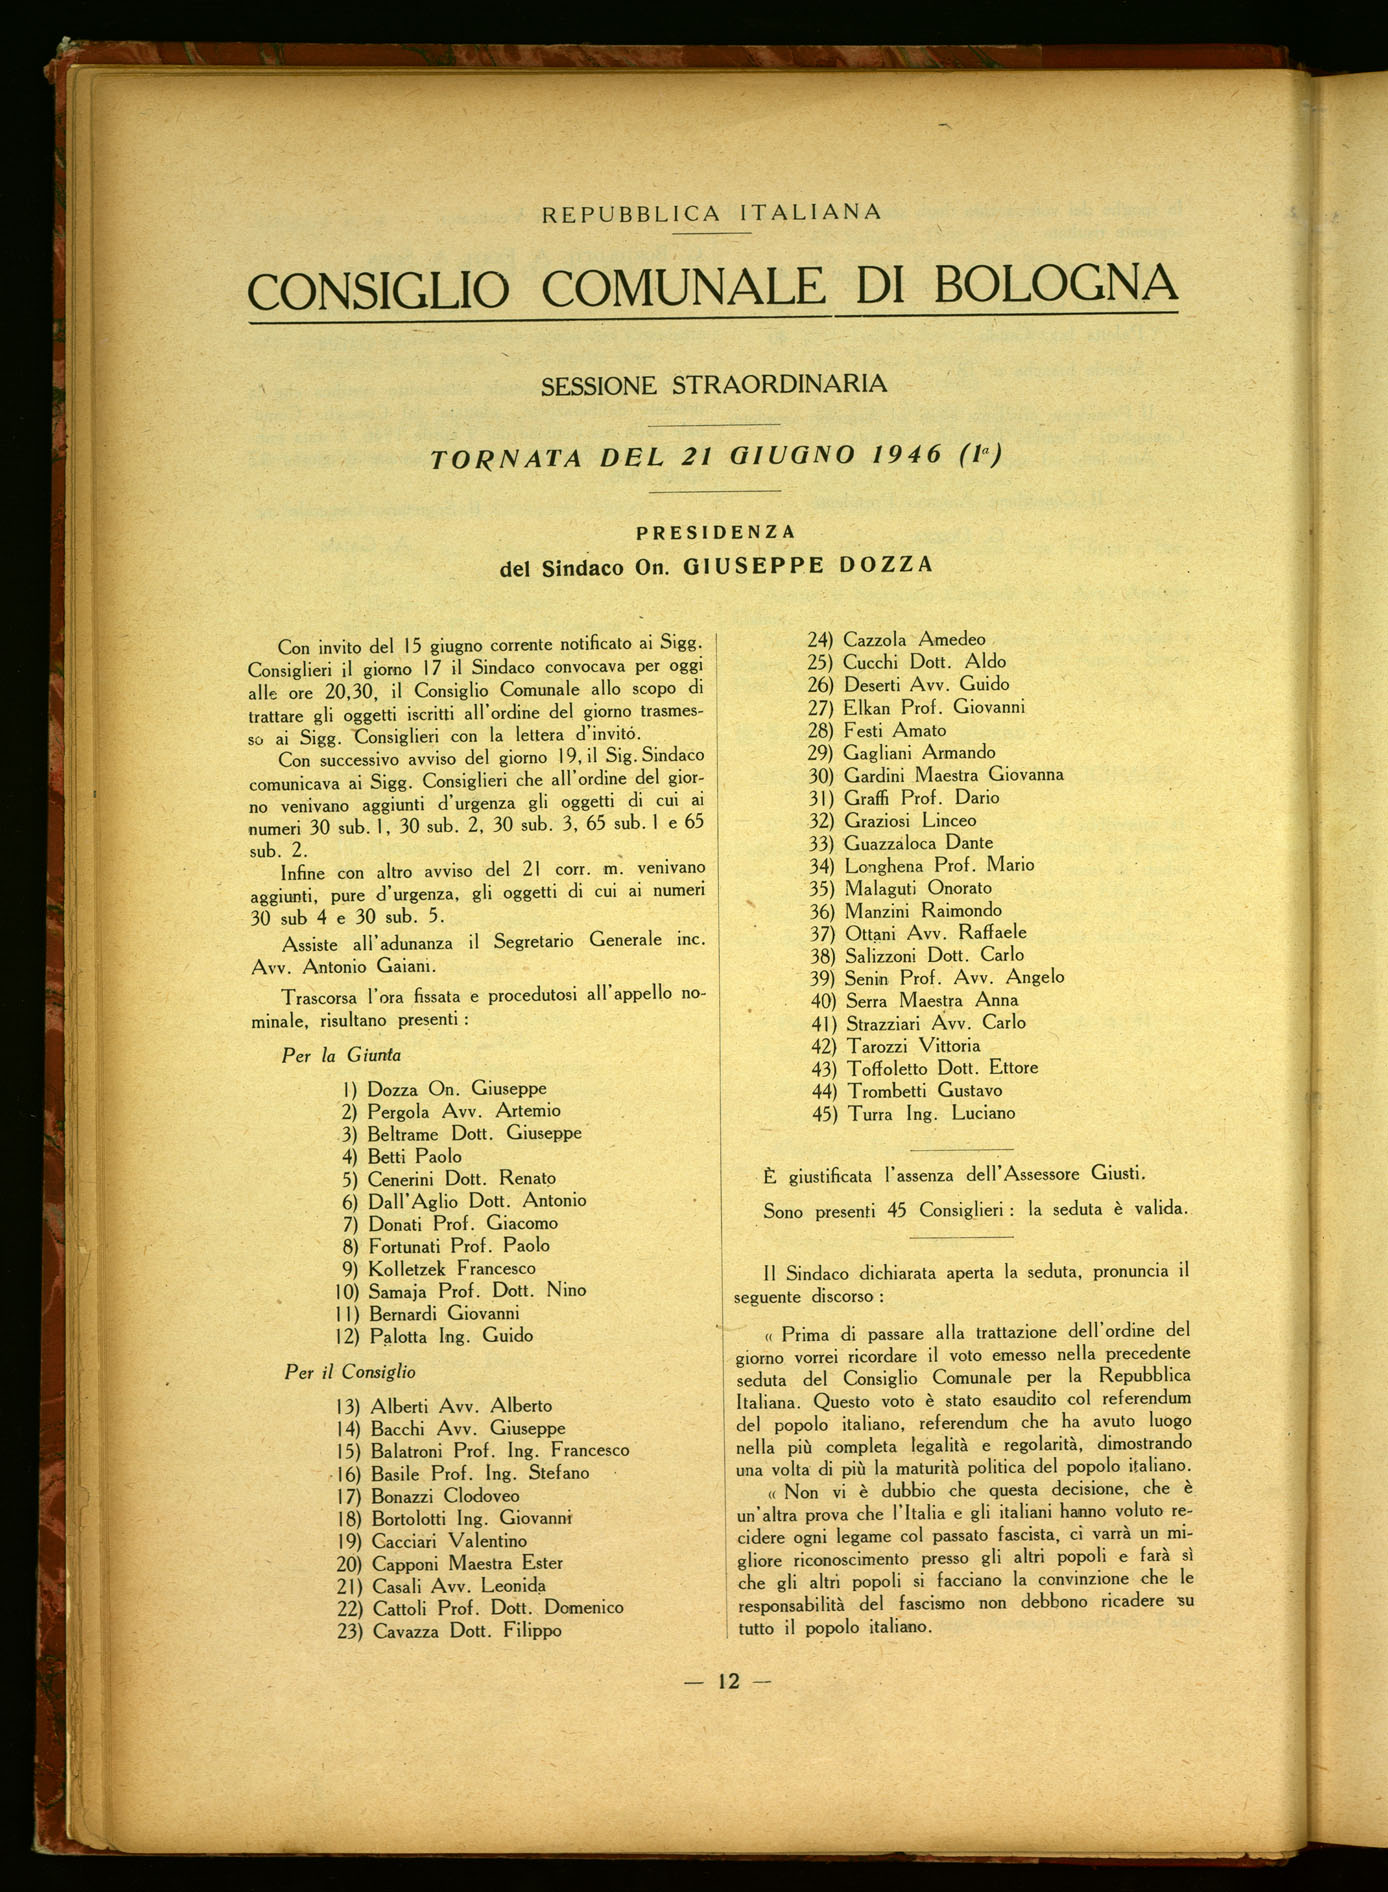 REPUBBLICA ITALIANA
CONSIGLIO COMUNALE DI BOLOGNA
SESSIONE STRAORDINARIA
TORNATA DEL 21 GIUGNO 1946 (1ª)
PRESIDENZA
del Sindaco On. GIUSEPPE DOZZA
Con invito del 15 giugno corrente notificato ai Sigg.
Consiglieri il giorno 17 il Sindaco convocava per oggi
alle ore 20,30, il Consiglio Comunale allo scopo di
trattare gli oggetti iscritti all'ordine del giorno trasmes-
so ai Sigg. Consiglieri con la lettera d'invitó.
Con successivo avviso del giorno 19, il Sig. Sindaco
comunicava ai Sigg. Consiglieri che all'ordine del gior-
no venivano aggiunti d'urgenza gli oggetti di cui ai
numeri 30 sub. 1, 30 sub. 2, 30 sub. 3, 65 sub. 1 e 65
sub. 2.
Infine con altro avviso del 21 corr. m. venivano
aggiunti, pure d'urgenza, gli oggetti di cui ai numeri
30 sub 4 e 30 sub. 5.
Assiste all'adunanza il Segretario Generale inc.
Avv. Antonio Gaiani.
Trascorsa l'ora fissata e procedutosi all'appello no-
minale, risultano presenti :
Per la Giunta
1) Dozza On. Giuseppe
2) Pergola Avv. Artemio
3) Beltrame Dott. Giuseppe
4) Betti Paolo
5) Cenerini Dott. Renato
6) Dall'Aglio Dott. Antonio
7) Donati Prof. Giacomo
8) Fortunati Prof. Paolo
9) Kolletzek Francesco
10) Samaja Prof. Dott. Nino
11) Bernardi Giovanni
12) Palotta Ing. Guido
Per il Consiglio
13) Alberti Avv. Alberto
14) Bacchi Avv. Giuseppe
15) Balatroni Prof. Ing. Francesco
16) Basile Prof. Ing. Stefano
17) Bonazzi Clodoveo
18) Bortolotti Ing. Giovanni
19) Cacciari Valentino
20) Capponi Maestra Ester
21) Casali Avv. Leonida
22) Cattoli Prof. Dott. Domenico
23) Cavazza Dott. Filippo
24) Cazzola Amedeo
25) Cucchi Dott. Aldo
26) Deserti Avv. Guido
27) Elkan Prof. Giovanni
28) Festi Amato
29) Gagliani Armando
30) Gardini Maestra Giovanna
31) Graffi Prof. Dario
32) Graziosi Linceo
33) Guazzaloca Dante
34) Longhena Prof. Mario
35) Malaguti Onorato
36) Manzini Raimondo
37) Ottani Avv. Raffaele
38) Salizzoni Dott. Carlo
39) Senin Prof. Avv. Angelo
40) Serra Maestra Anna
41) Strazziari Avv. Carlo
42) Tarozzi Vittoria
43) Toffoletto Dott. Ettore
44) Trombetti Gustavo
45) Turra Ing. Luciano
È giustificata l'assenza dell'Assessore Giusti.
Sono presenti 45 Consiglieri : la seduta è valida.
Il Sindaco dichiarata aperta la seduta, pronuncia il
seguente discorso :
« Prima di passare alla trattazione dell'ordine del
giorno vorrei ricordare il voto emesso nella precedente
seduta del Consiglio Comunale per la Repubblica
Italiana. Questo voto è stato esaudito col referendum
del popolo italiano, referendum che ha avuto luogo
nella più completa legalità e regolarità, dimostrando
una volta di più la maturità politica del popolo italiano.
« Non vi è dubbio che questa decisione, che è
un'altra prova che l'Italia e gli italiani hanno voluto re-
cidere ogni legame col passato fascista, ci varrà un mi-
gliore riconoscimento presso gli altri popoli e farà sì
che gli altri popoli si facciano la convinzione che le
responsabilità del fascismo non debbono ricadere su
tutto il popolo italiano.
— 12 —